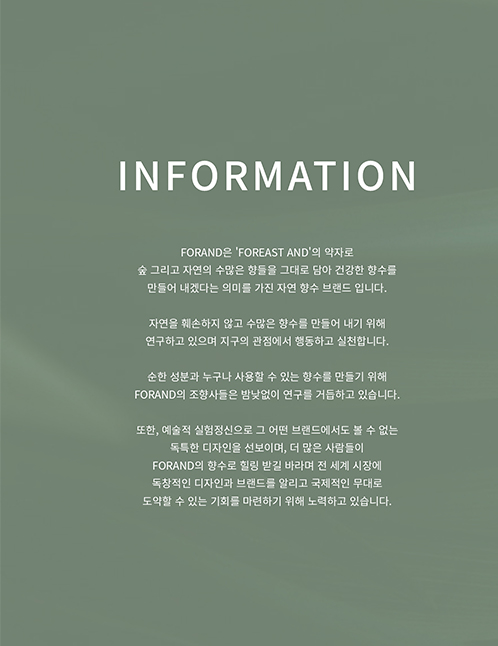 INFORMATION
FORAND은 'FOREAST AND'의 약자로
숲 그리고 자연의 수많은 향들을 그대로 담아 건강한 향수를
만들어 내겠다는 의미를 가진 자연 향수 브랜드 입니다.
자연을 훼손하지 않고 수많은 향수를 만들어 내기 위해
연구하고 있으며 지구의 관점에서 행동하고 실천합니다.
순한 성분과 누구나 사용할 수 있는 향수를 만들기 위해
FORAND의 조향사들은 밤낮없이 연구를 거듭하고 있습니다.
또한, 예술적 실험정신으로 그 어떤 브랜드에서도 볼 수 없는
독특한 디자인을 선보이며, 더 많은 사람들이
FORAND의 향수로 힐링 받길 바라며 전 세계 시장에
독창적인 디자인과 브랜드를 알리고 국제적인 무대로
도약할 수 있는 기회를 마련하기 위해 노력하고 있습니다.